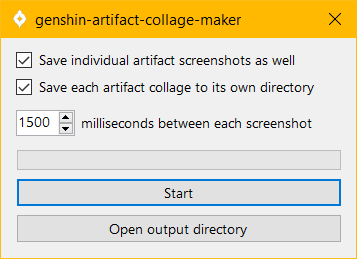 genshin-artifact-collage-maker
Save individual artifact screenshots as well
Save each artifact collage to its own directory
1500 milliseconds between each screenshot
Start
Open output directory